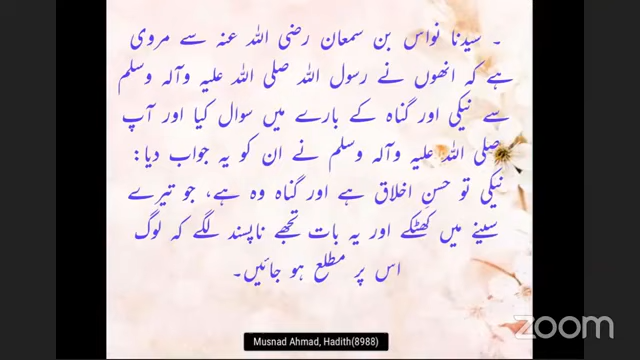 ۔ سیدنا نواس بن سمعان رضی اللہ عنہ سے مروی
ہے کہ انھوں نے رسول اللہ صلی اللہ علیہ وآلہ وسلم
سے نیکی اور گناہ کے بارے میں سوال کیا اور آپ
صلی اللہ علیہ وآلہ وسلم نے ان کو یہ جواب دیا:
نیکی تو حسنِ اخلاق ہے اور گناہ وہ ہے، جو تیرے
سینے میں کھٹکے اور یہ بات تجھے ناپسند لگے کہ لوگ
اس پر مطلع ہو جائیں۔
Musnad Ahmad, Hadith(8988)
zoom